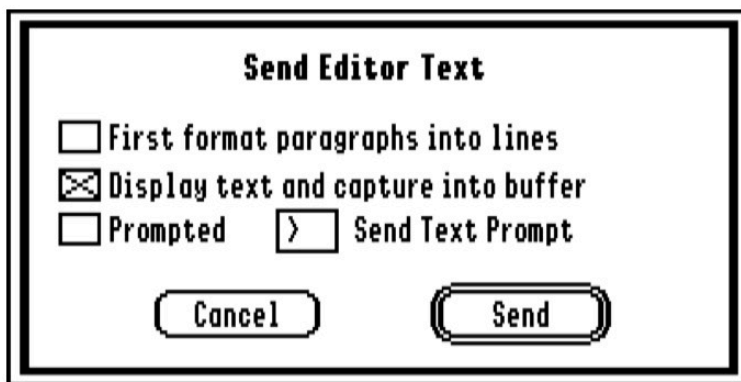 Send Editor Text
First format paragraphs into lines
Display text and capture into buffer
Prompted > Send Text Prompt
Cancel Send